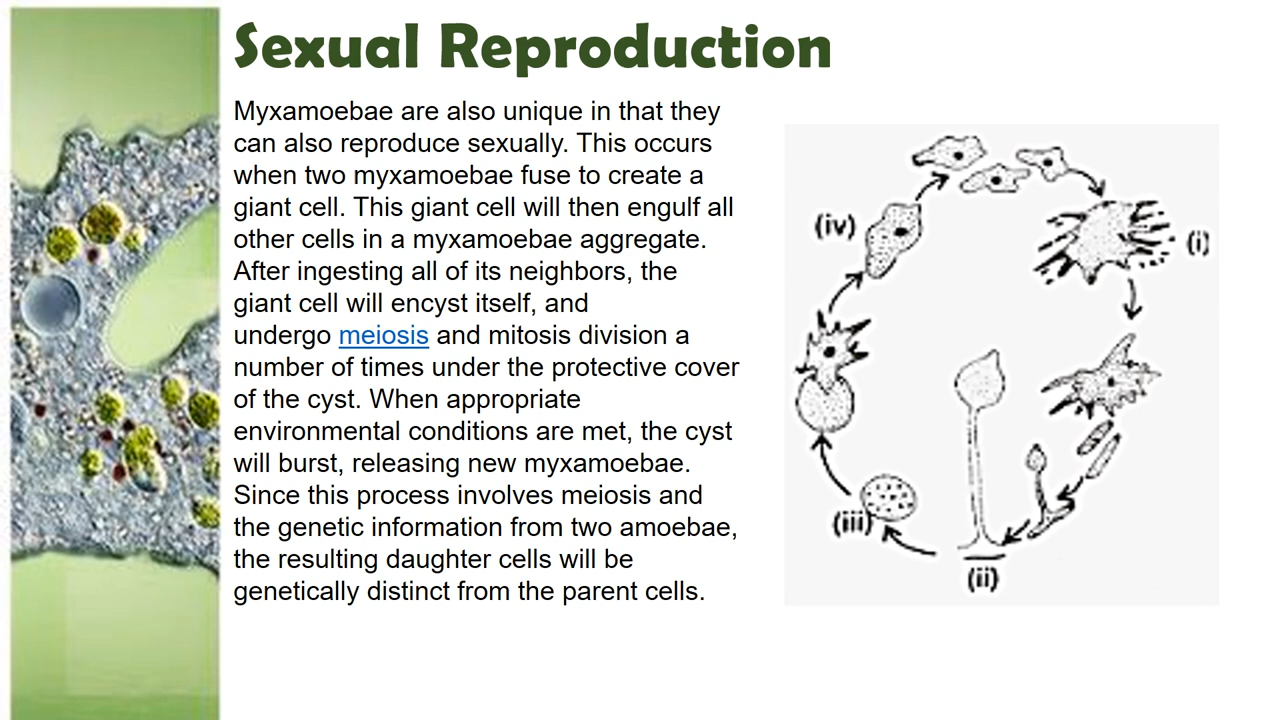 Sexual Reproduction
Myxamoebae are also unique in that they
can also reproduce sexually. This occurs
when two myxamoebae fuse to create a
giant cell. This giant cell will then engulf all
other cells in a myxamoebae aggregate.
After ingesting all of its neighbors, the
giant cell will encyst itself, and
undergo meiosis and mitosis division a
number of times under the protective cover
of the cyst. When appropriate
environmental conditions are met, the cyst
will burst, releasing new myxamoebae.
Since this process involves meiosis and
the genetic information from two amoebae,
the resulting daughter cells will be
genetically distinct from the parent cells.
(iv)
(i)
(iii)
(ii)